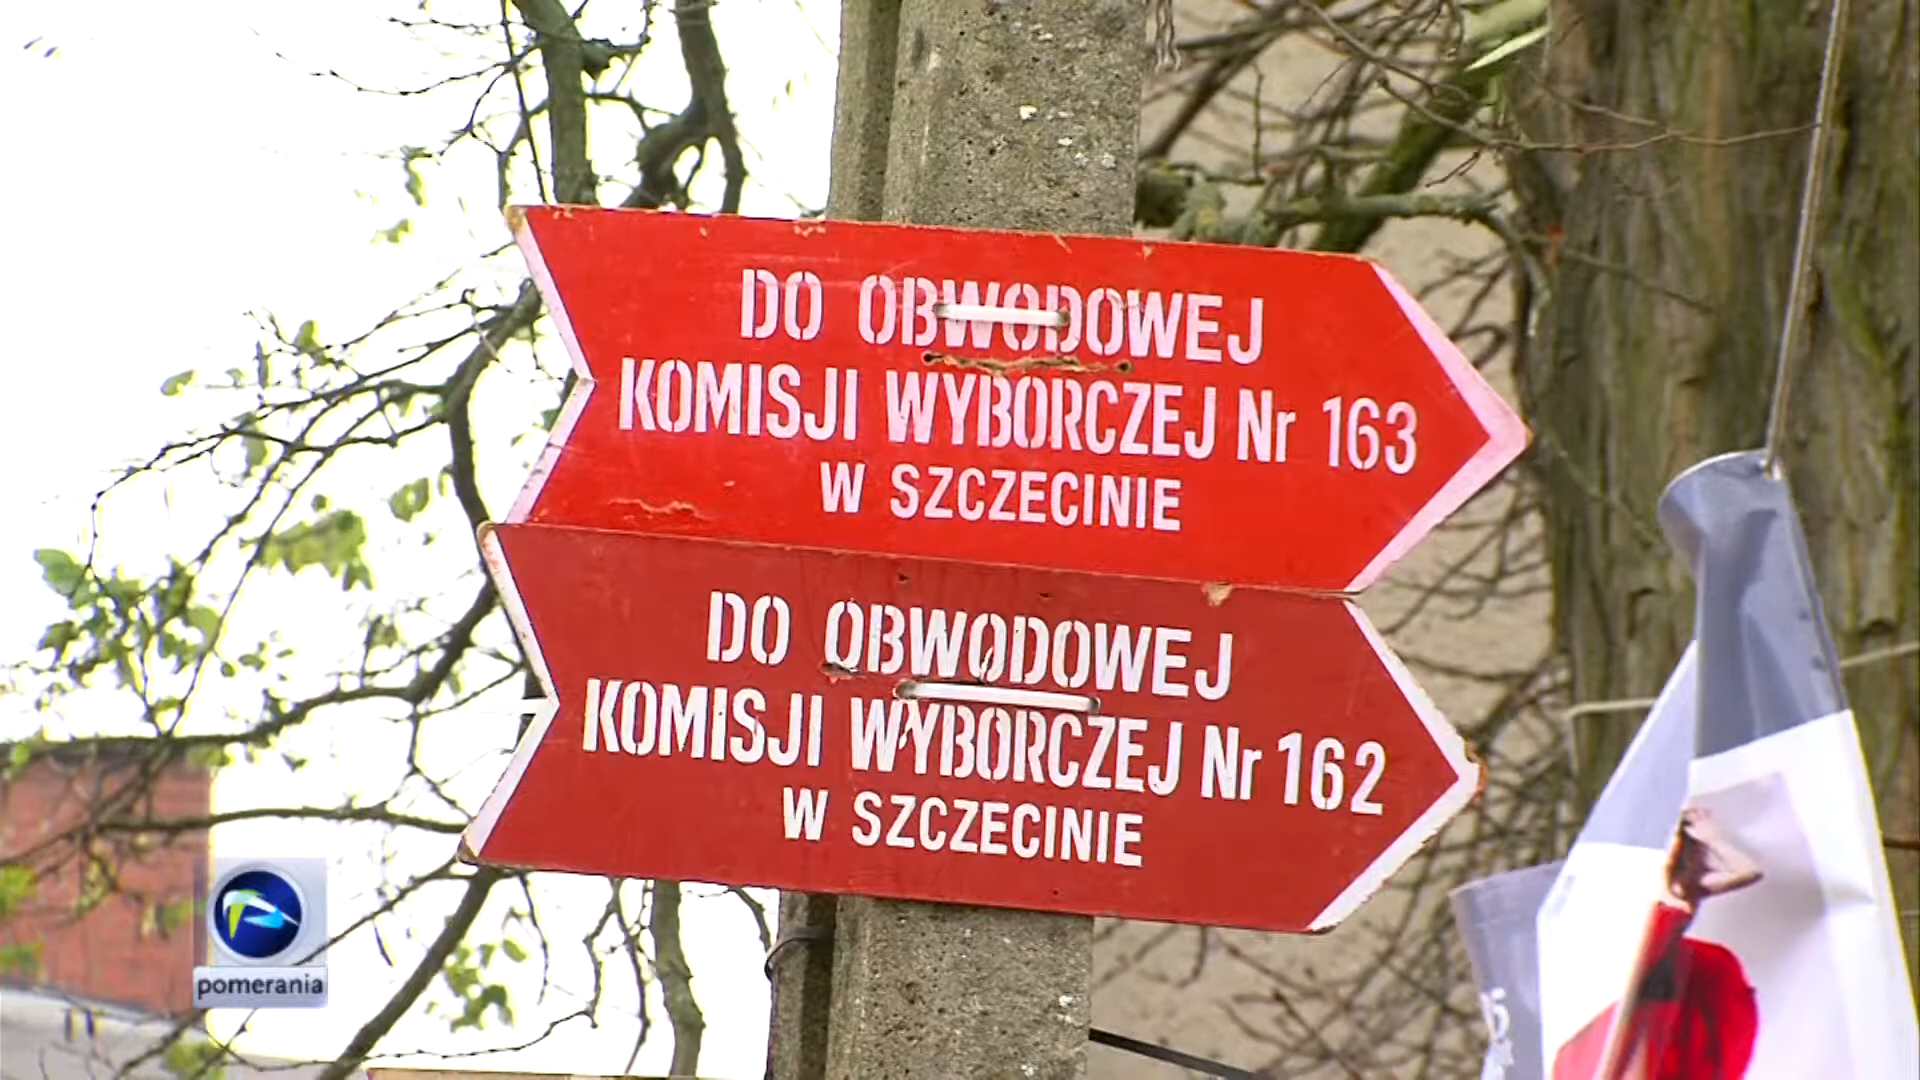 DO OBWODOWEJ
KOMISJI WYBORCZEJ Nr 163
W SZCZECINIE
DO OBWODOWEJ
KOMISJI WYBORCZEJ Nr 162
W SZCZECINIE
pomerania